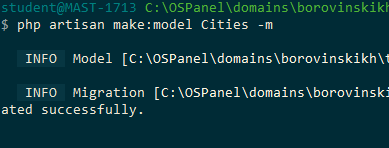 student@MAST-1713 C:\OSPanel\domains\borovinskikh
$ php artisan make:model Cities -m
INFO Model [C:\OSPanel\domains\borovinskikh\t
INFO Migration [C:\OSPanel\domains\borovinski
ated successfully.